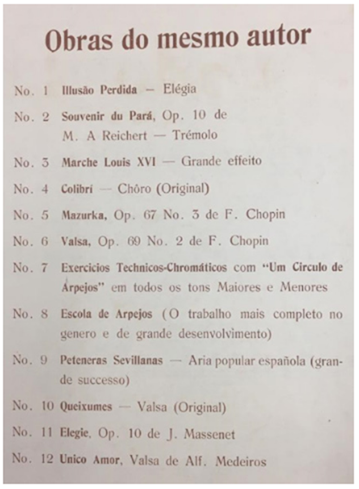 Obras do mesmo autor
No. 1 Illusão Perdida — Elégia
No. 2 Souvenir du Pará, Op. 10 de
M. A Reichert — Trémolo
No. 3 Marche Louis XVI — Grande effeito
No. 4 Colibri — Chôro (Original)
No. 5 Mazurka, Op. 67 No. 3 de F. Chopin
No. 6 Valsa, Op. 69 No. 2 de F. Chopin
No. 7 Exercicios Technicos-Chromáticos com "Um Circulo de
Arpejos" em todos os tons Maiores e Menores
No. 8 Escola de Arpejos (O trabalho mais completo no
genero e de grande desenvolvimento)
No. 9 Peteneras Sevillanas — Aria popular española (gran-
de successo)
No. 10 Queixumes — Valsa (Original)
No. 11 Elegie, Op. 10 de J. Massenet
No. 12 Unico Amor, Valsa de Alf. Medeiros